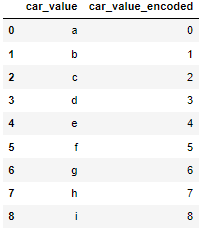 car_value car_value_encoded
0 a 0
1 b 1
2 c 2
3 d 3
4 e 4
5 f 5
6 g 6
7 h 7
8 i 8